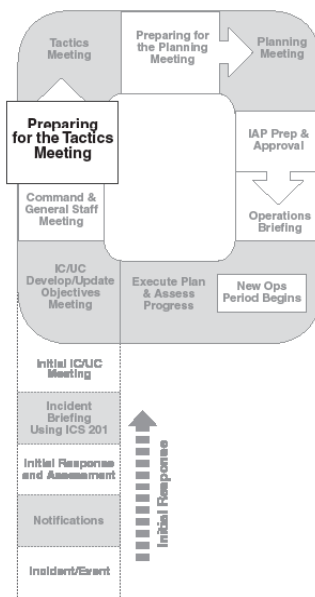 Tactics
Meeting
Preparing for
the Planning
Meeting
Planning
Meeting
Preparing
for the Tactics
Meeting
IAP Prep &
Approval
Command &
General Staff
Meeting
Operations
Briefing
IC/UC
Develop/Update
Objectives
Meeting
Execute Plan
& Assess
Progress
New Ops
Period Begins
Initial IC/UC
Meeting
Incident
Briefing
Using ICS 201
Initial Response
and Assessment
Notifications
Incident/Event
Initial Response